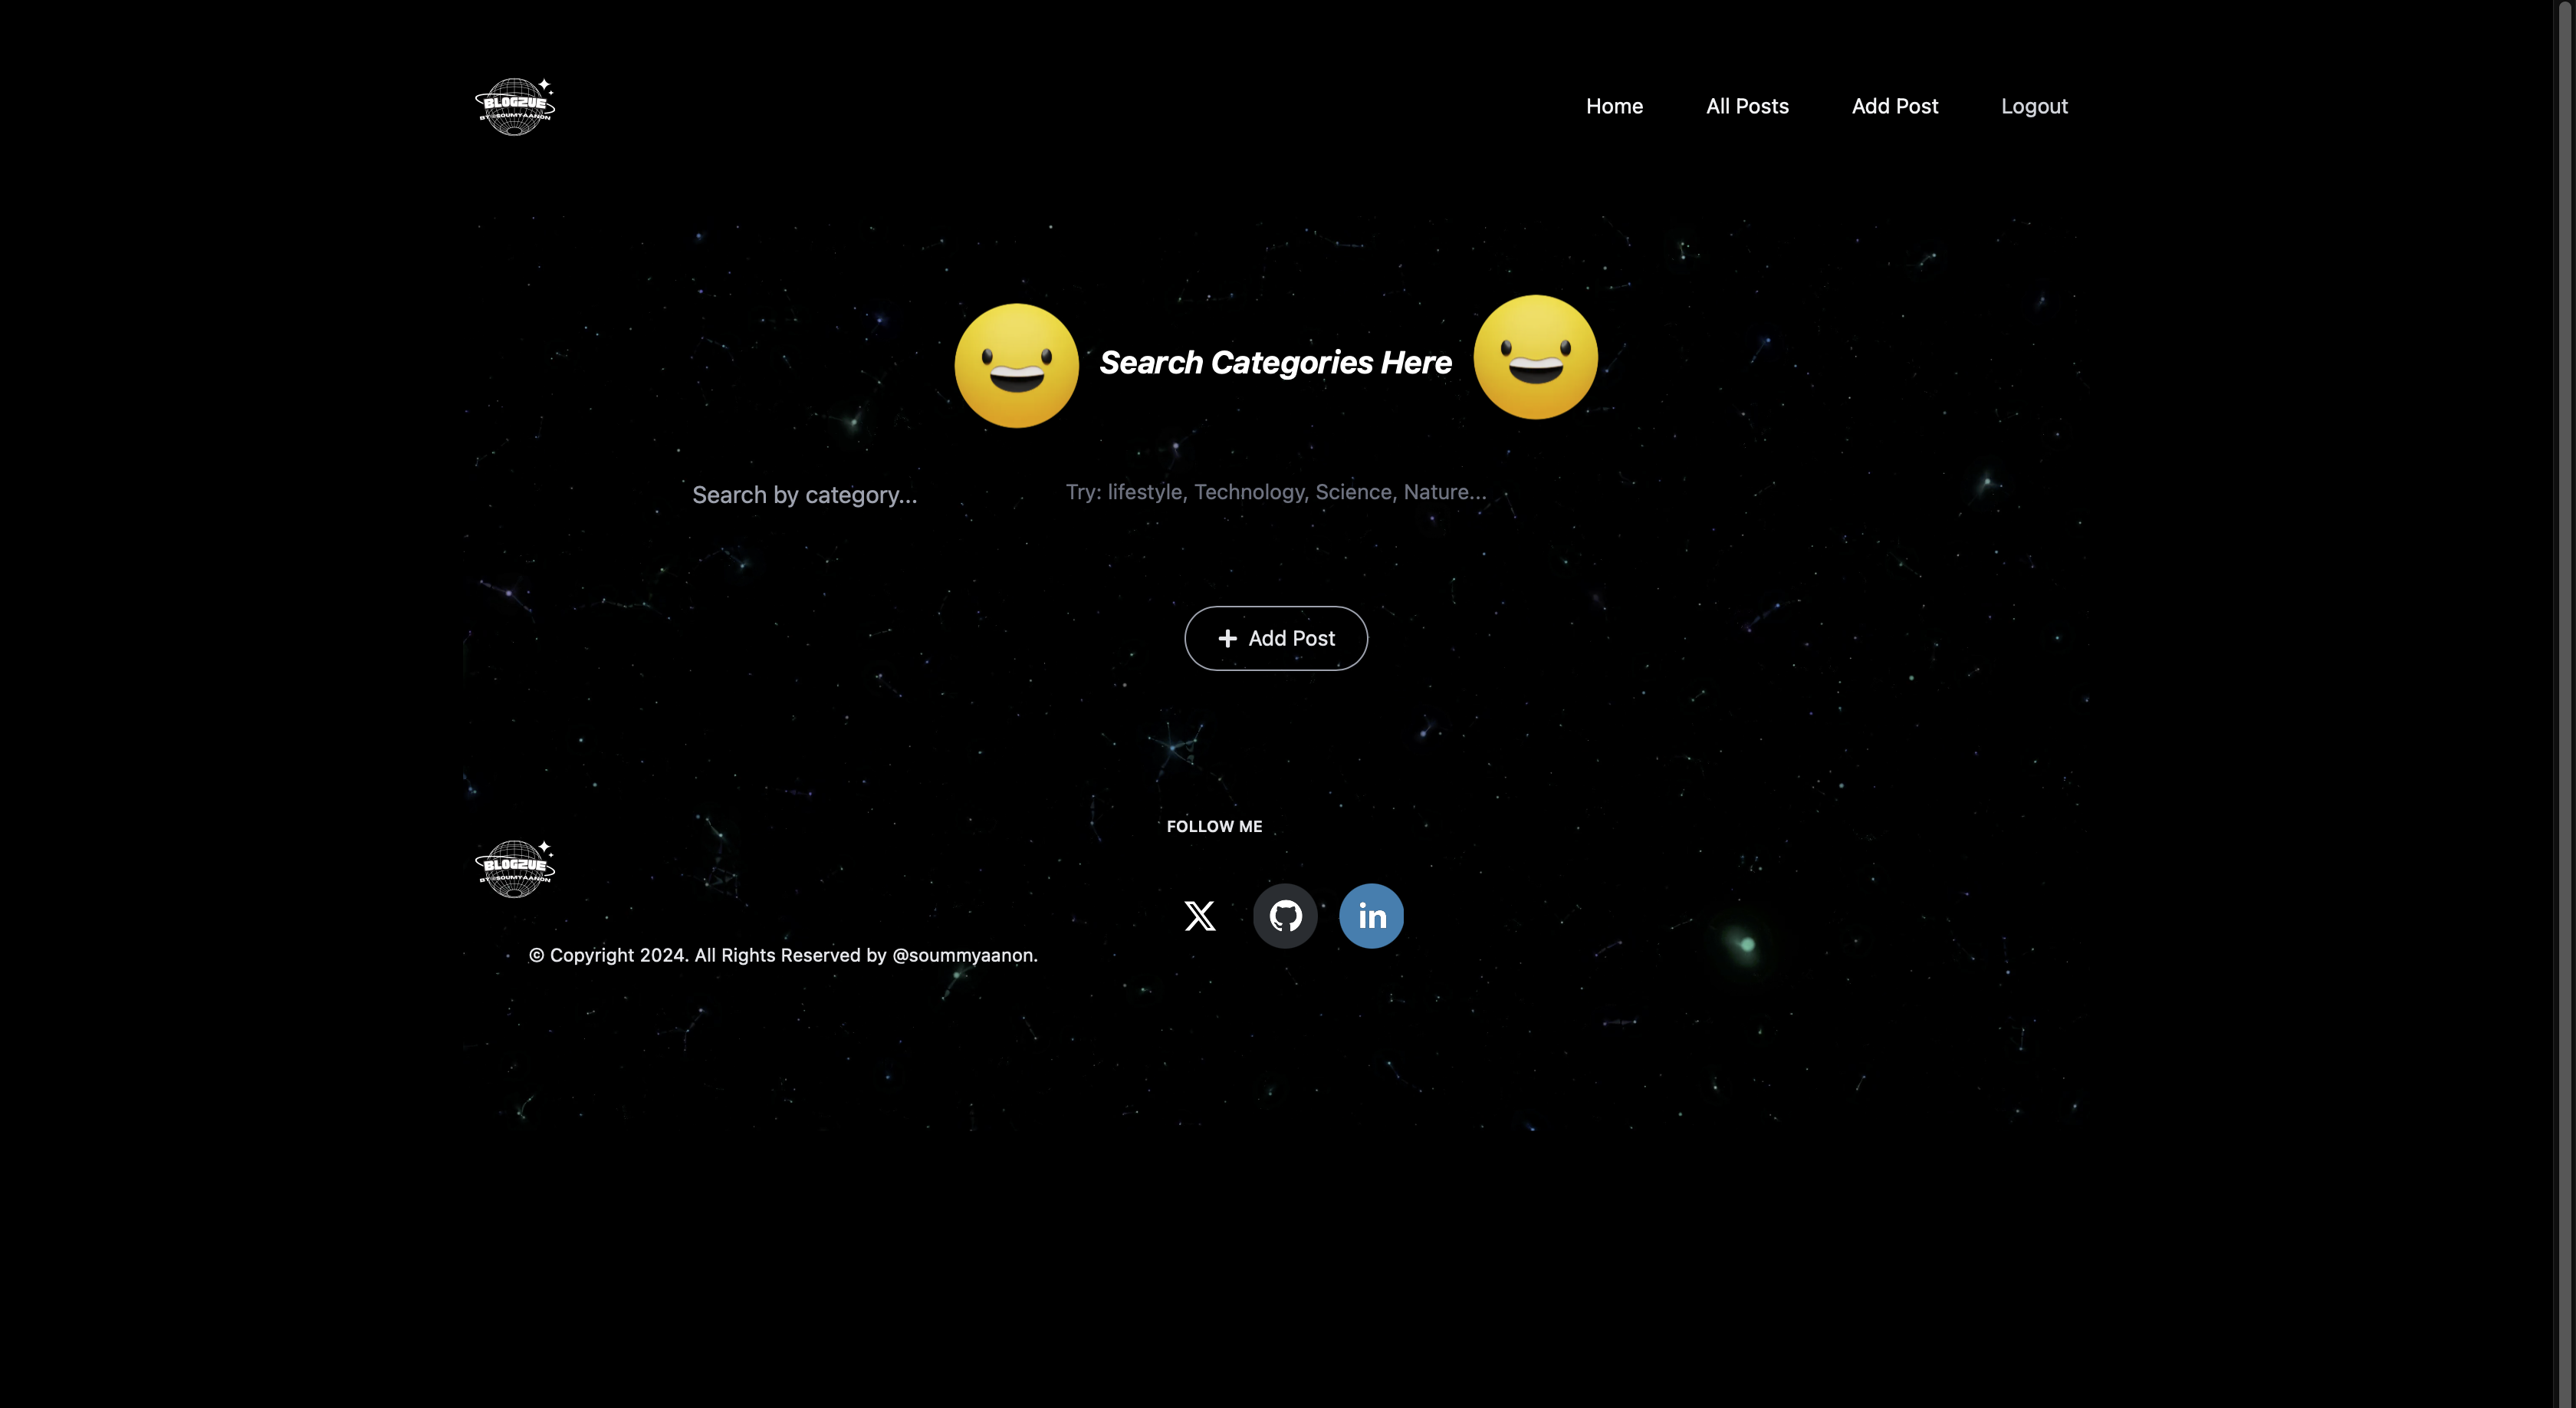 BLOGZUE
BY @SOUMYAANON
Home
All Posts
Add Post
Logout
Search Categories Here
Search by category...
Try: lifestyle, Technology, Science, Nature...
Add Post
FOLLOW ME
BLOGZUE
BY @SOUMYAANON
in
© Copyright 2024. All Rights Reserved by @soummyaanon.